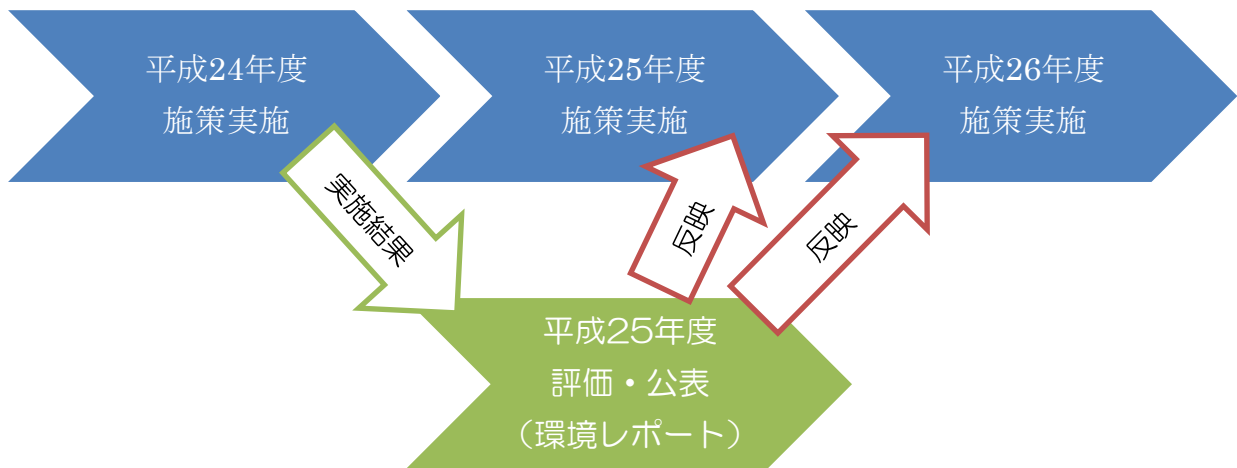 平成24年度
施策実施
平成25年度
施策実施
平成26年度
施策実施
実施結果
反映
反映
平成25年度
評価・公表
（環境レポート）